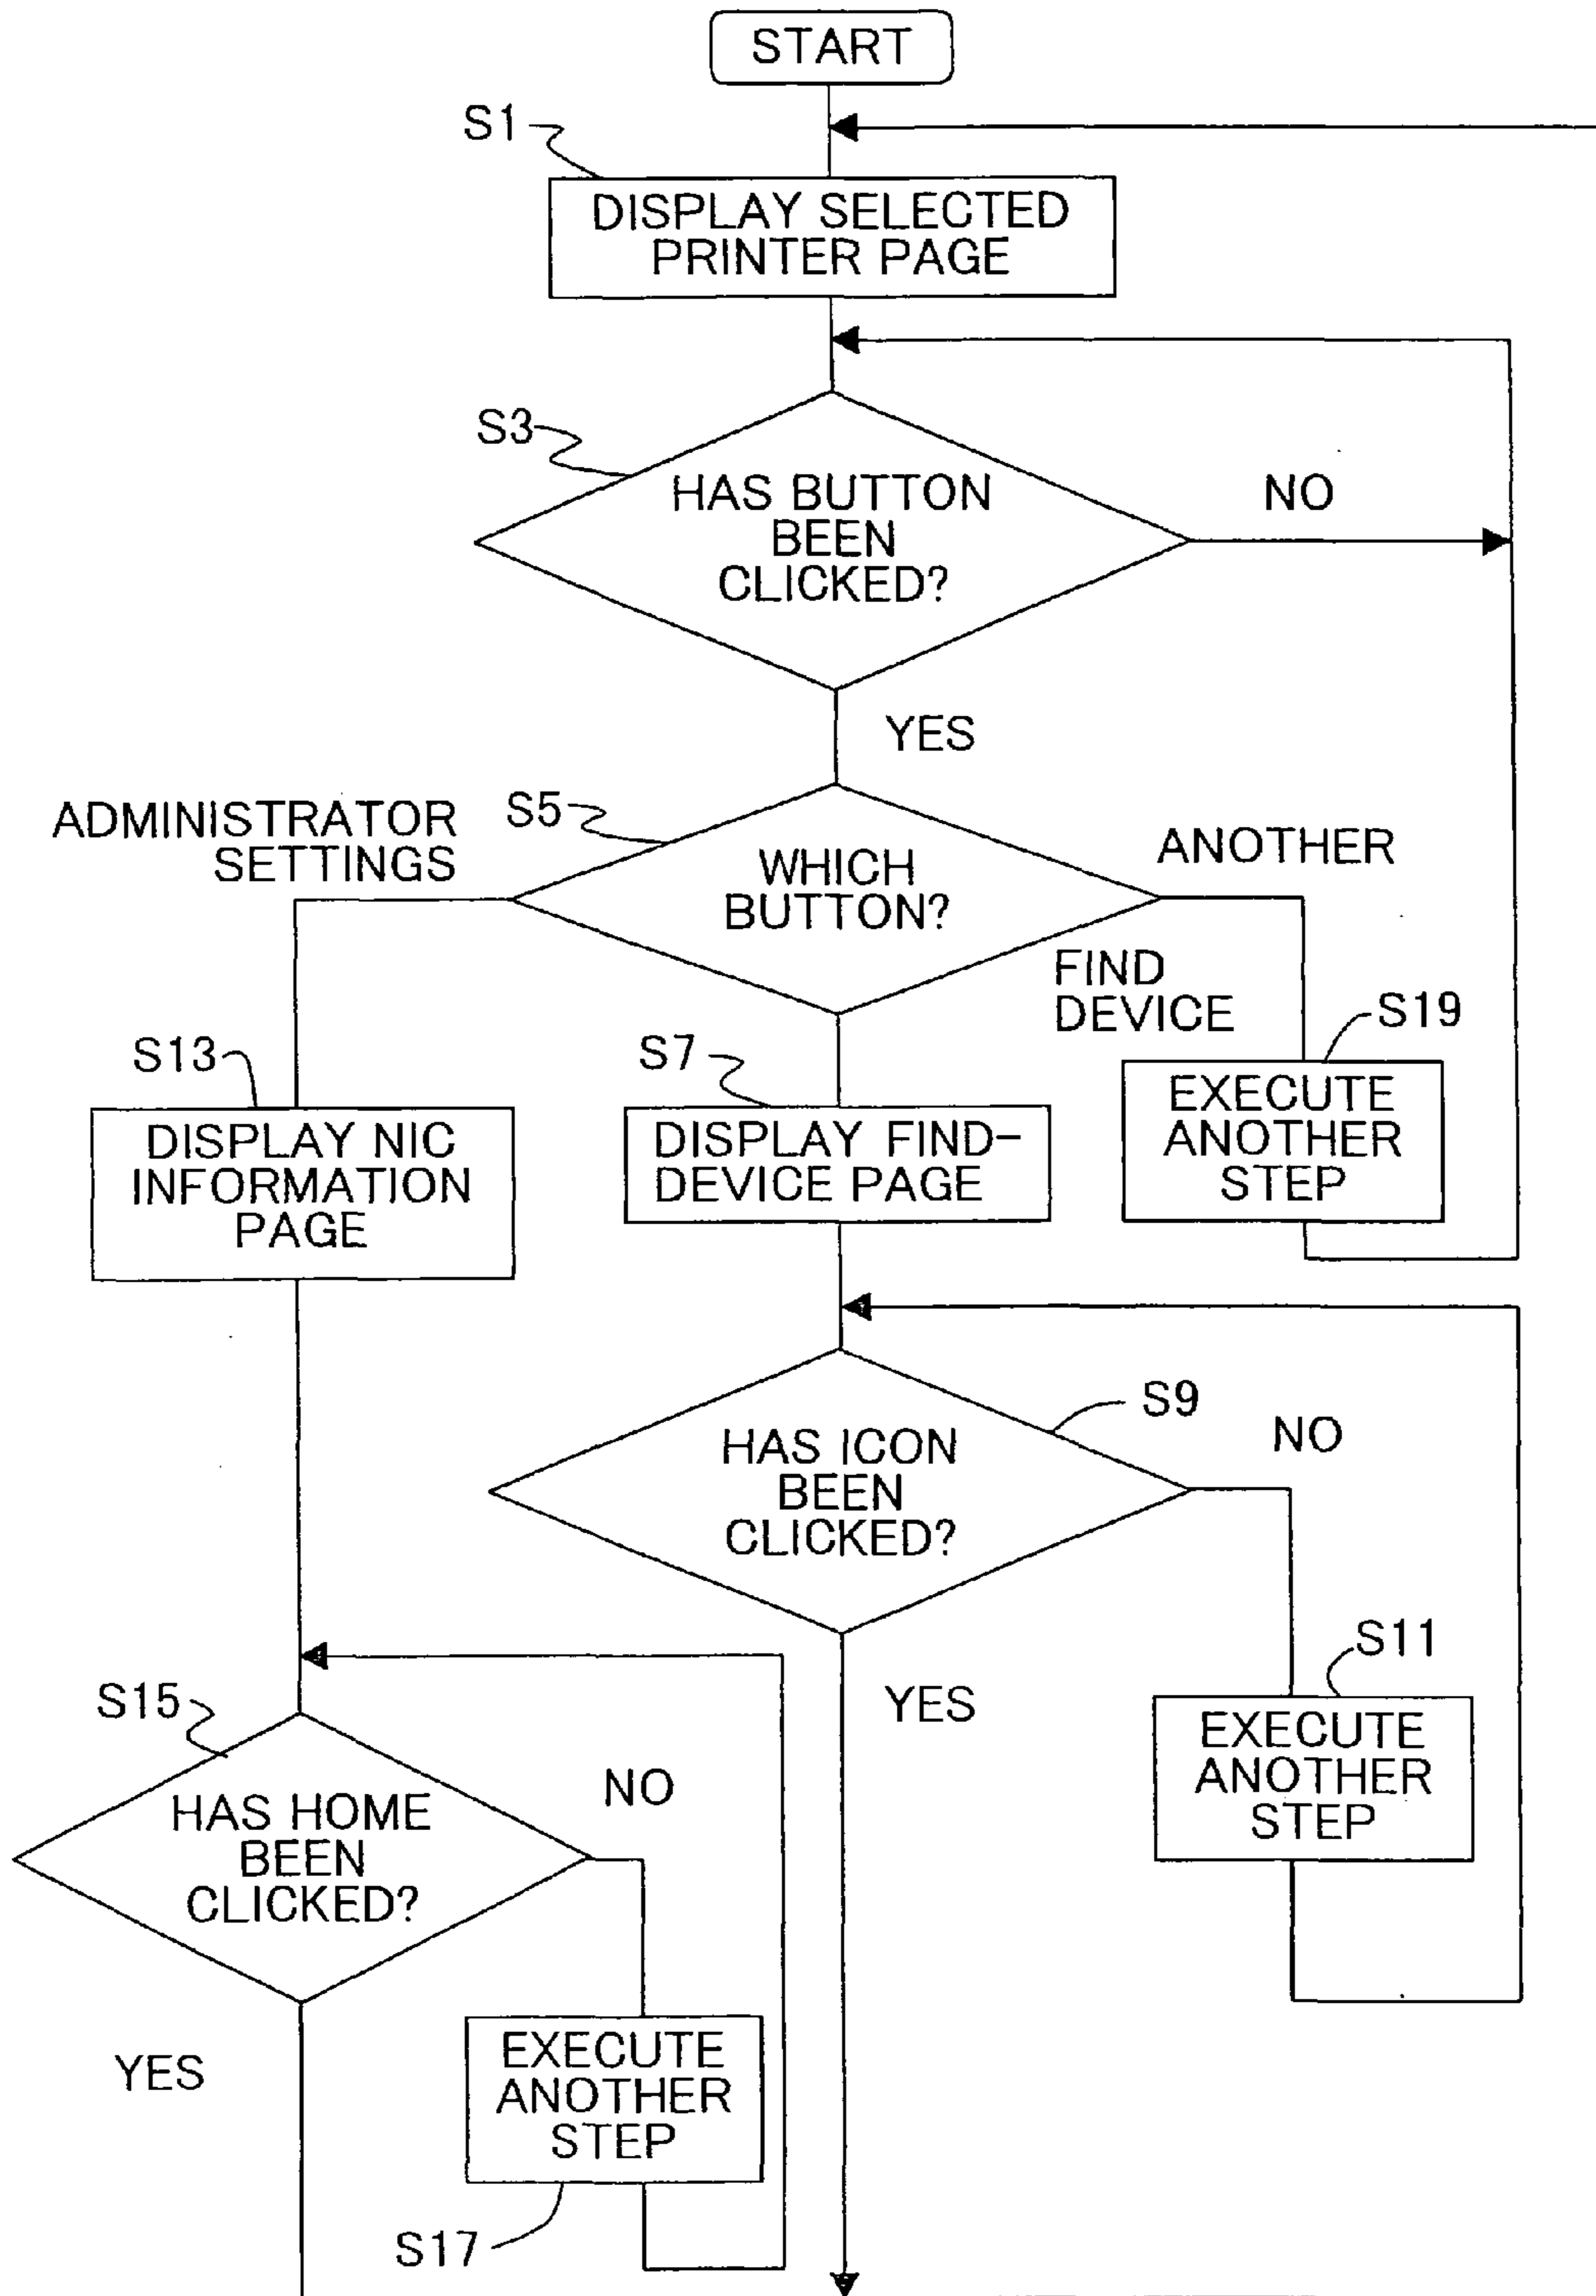 START
S1
DISPLAY SELECTED
PRINTER PAGE
S3
HAS BUTTON
BEEN
CLICKED?
NO
YES
ADMINISTRATOR
SETTINGS
S5
WHICH
BUTTON?
ANOTHER
FIND
DEVICE
S13
S7
S19
DISPLAY NIC
INFORMATION
PAGE
DISPLAY FIND-
DEVICE PAGE
EXECUTE
ANOTHER
STEP
S9
HAS ICON
BEEN
CLICKED?
NO
YES
S11
EXECUTE
ANOTHER
STEP
S15
HAS HOME
BEEN
CLICKED?
NO
YES
EXECUTE
ANOTHER
STEP
S17